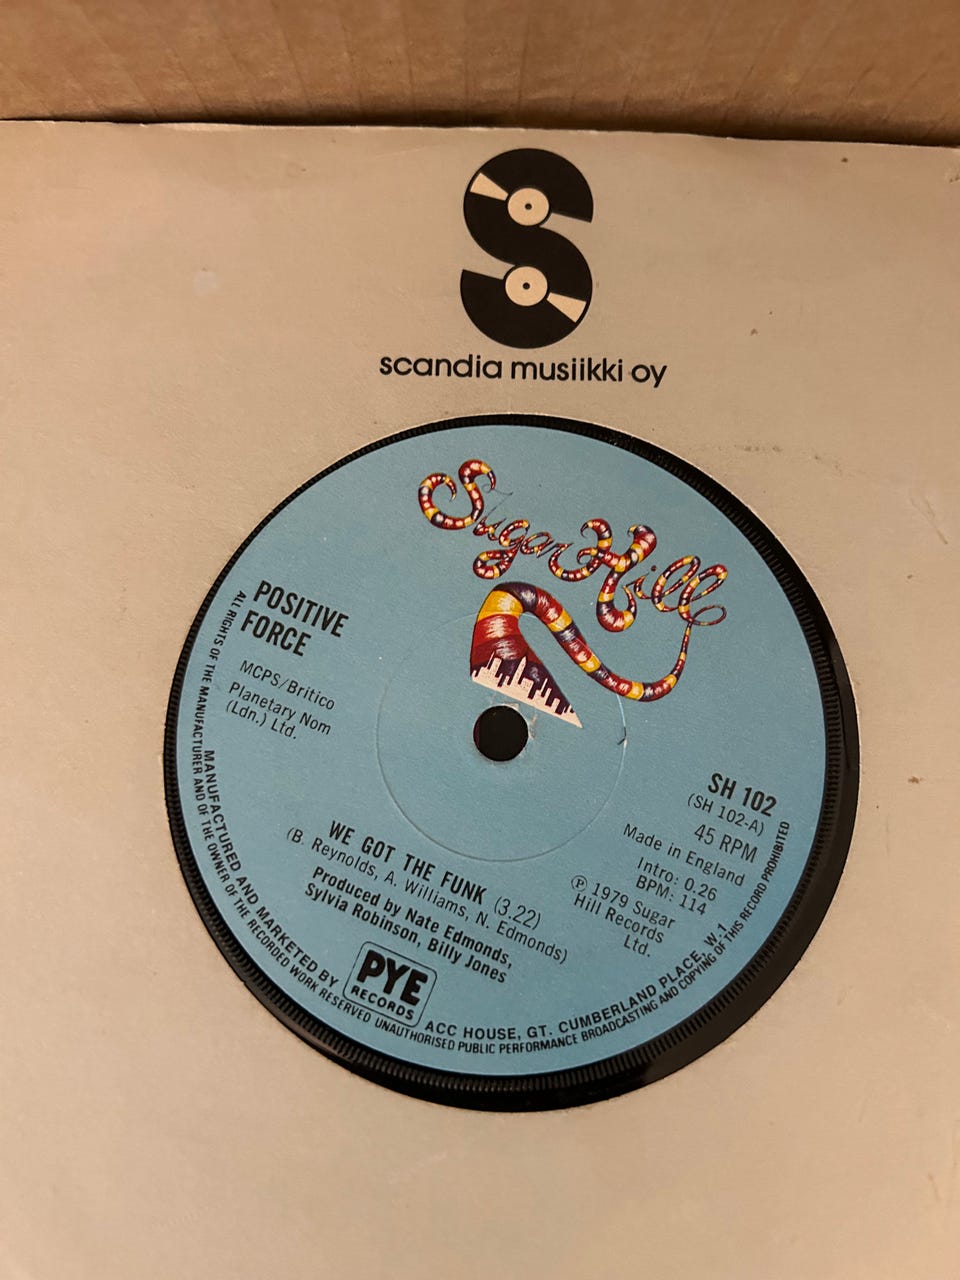 scandia musiikki oy
Sugar Hill
POSITIVE
FORCE
MCPS/Britico
Planetary Nom
(Ldn.) Ltd.
SH 102
(SH 102-A)
45 RPM
Made in England
Intro: 0.26
BPM: 114
℗ 1979 Sugar
Hill Records
Ltd.
WE GOT THE FUNK (3.22)
(B. Reynolds, A. Williams, N. Edmonds)
Produced by Nate Edmonds,
Sylvia Robinson, Billy Jones
PYE
RECORDS
MANUFACTURED AND MARKETED BY PYE RECORDS ACC HOUSE, GT. CUMBERLAND PLACE, W.1
ALL RIGHTS OF THE MANUFACTURER AND OF THE OWNER OF THE RECORDED WORK RESERVED UNAUTHORISED PUBLIC PERFORMANCE BROADCASTING AND COPYING OF THIS RECORD PROHIBITED